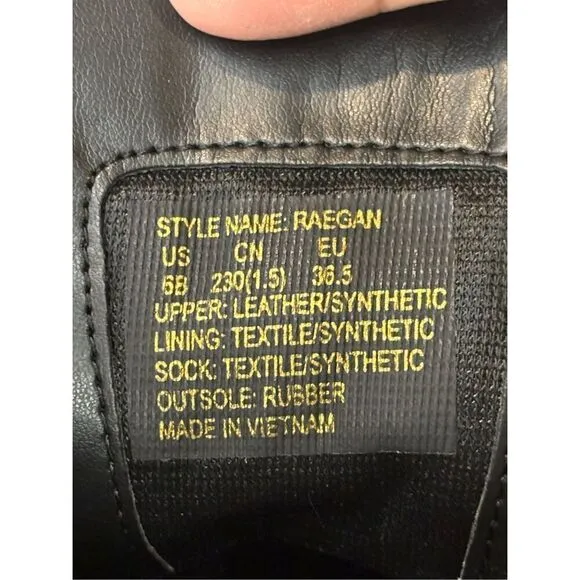 STYLE NAME: RAEGAN
US CN EU
6B 230(1.5) 36.5
UPPER: LEATHER/SYNTHETIC
LINING: TEXTILE/SYNTHETIC
SOCK: TEXTILE/SYNTHETIC
OUTSOLE: RUBBER
MADE IN VIETNAM